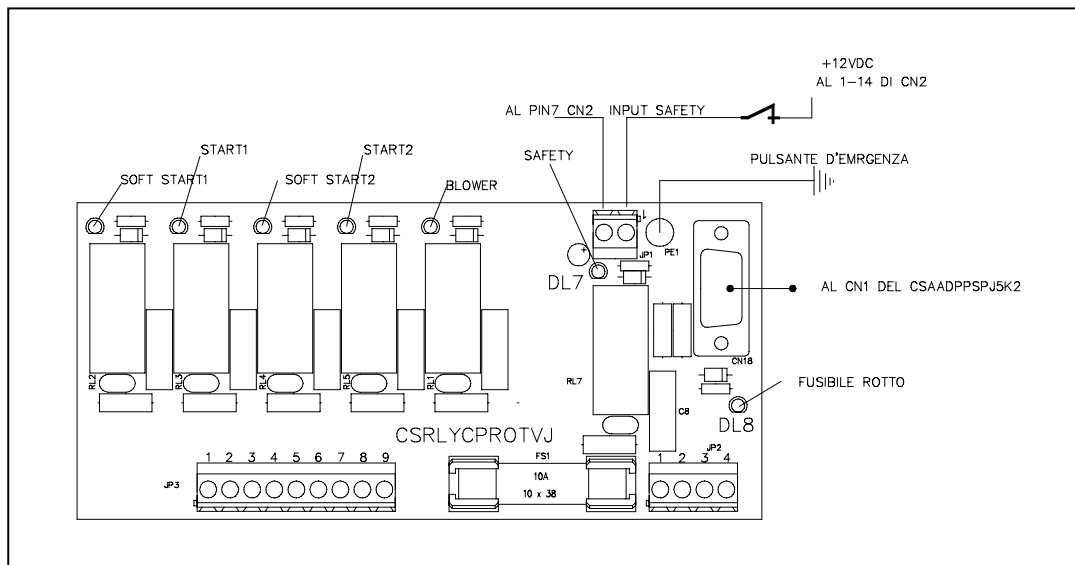 +12VDC
AL 1-14 DI CN2
AL PIN7 CN2 INPUT SAFETY
START1
START2
SAFETY
PULSANTE D'EMRGENZA
SOFT START1
SOFT START2
BLOWER
1
JP1
PE1
+
DL7
AL CN1 DEL CSAADPPSPJ5K2
CN18
RL2
RL3
RL4
RL5
RL1
RL7
FUSIBILE ROTTO
C8
DL8
CSRLYCPROTVJ
FS1
JP2
1 2 3 4 5 6 7 8 9
1 2 3 4
JP3
10A
10 x 38